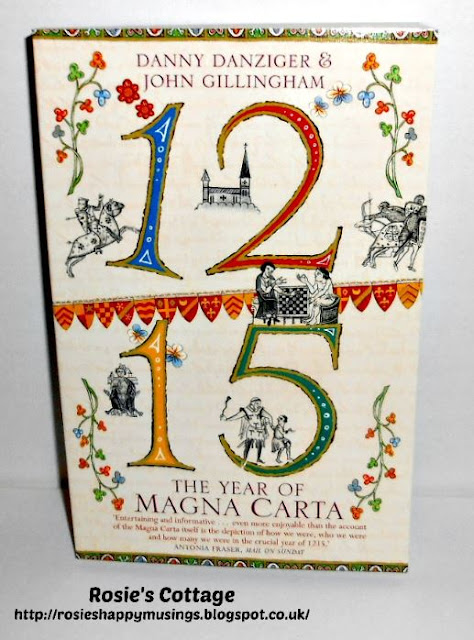 DANNY DANZIGER &
JOHN GILLINGHAM
12
15
THE YEAR OF
MAGNA CARTA
'Entertaining and informative . . . even more enjoyable than the account
of the Magna Carta itself is the depiction of how we were, who we were
and how many we were in the crucial year of 1215.'
ANTONIA FRASER, MAIL ON SUNDAY
Rosie's Cottage
http://rosieshappymusings.blogspot.co.uk/